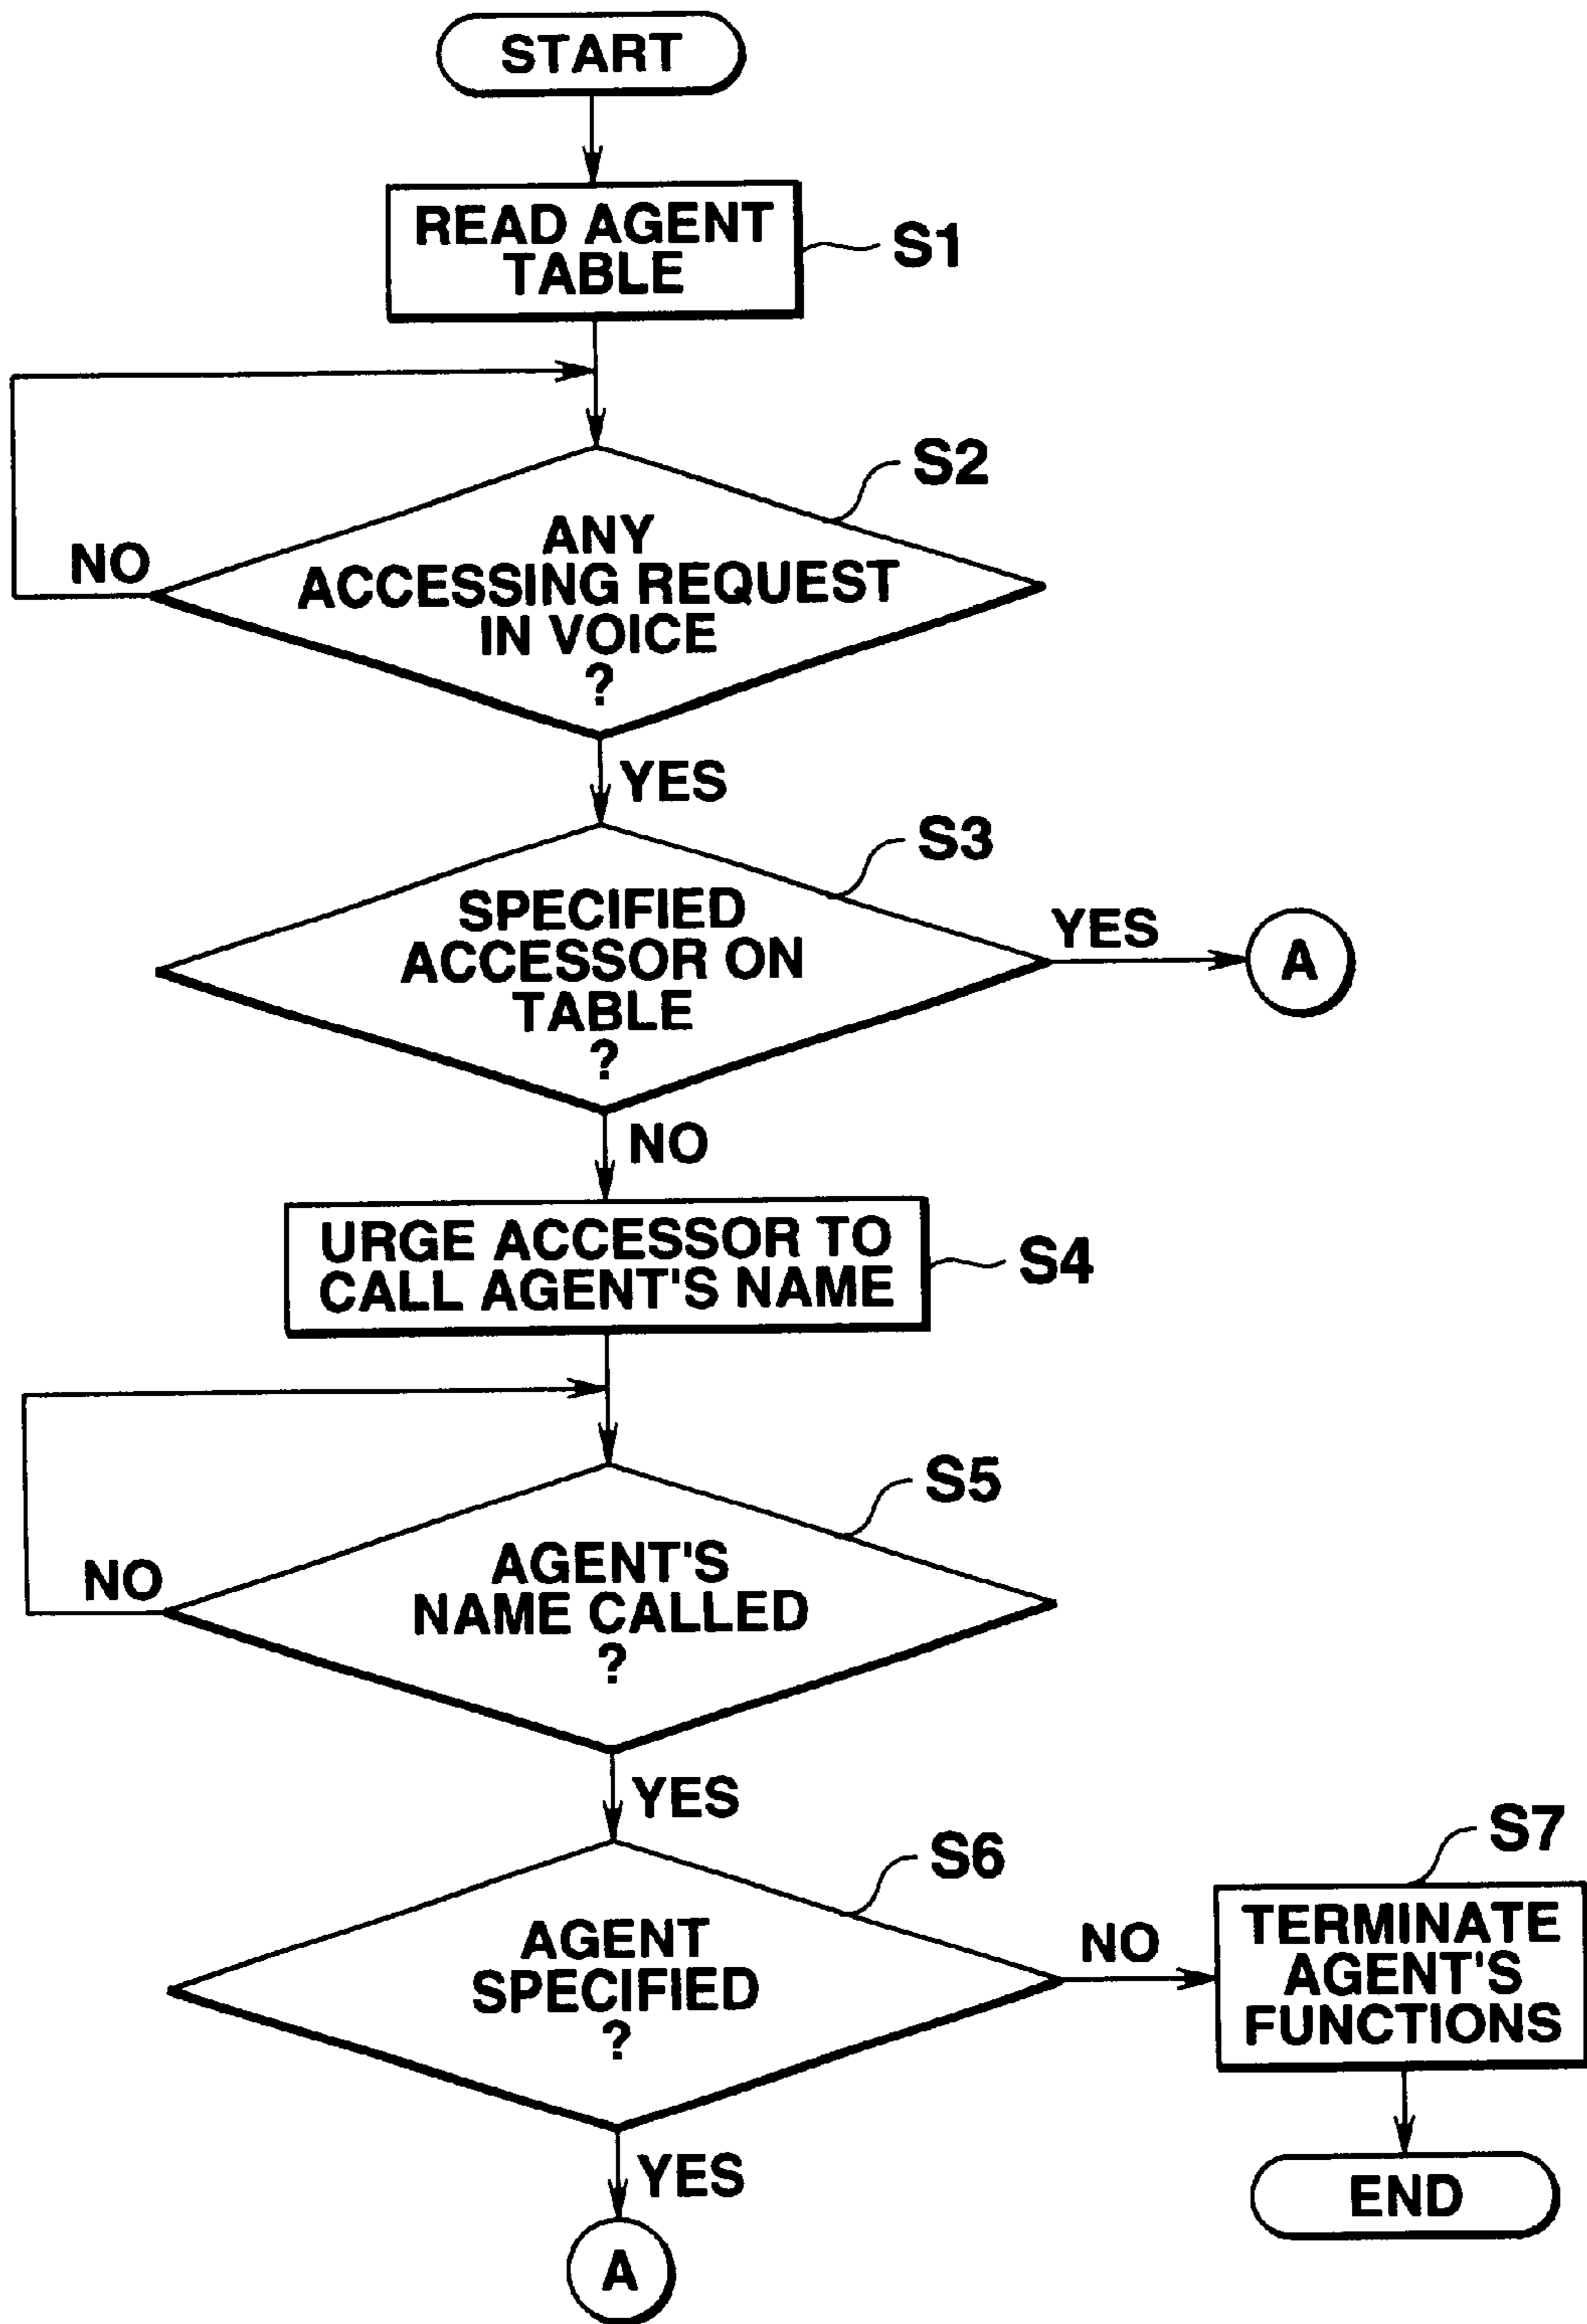 START
READ AGENT
TABLE
S1
S2
ANY
ACCESSING REQUEST
IN VOICE
?
NO
YES
S3
SPECIFIED
ACCESSOR ON
TABLE
?
YES
A
NO
URGE ACCESSOR TO
CALL AGENT'S NAME
S4
S5
AGENT'S
NAME CALLED
?
NO
YES
S6
AGENT
SPECIFIED
?
NO
S7
TERMINATE
AGENT'S
FUNCTIONS
YES
END
A